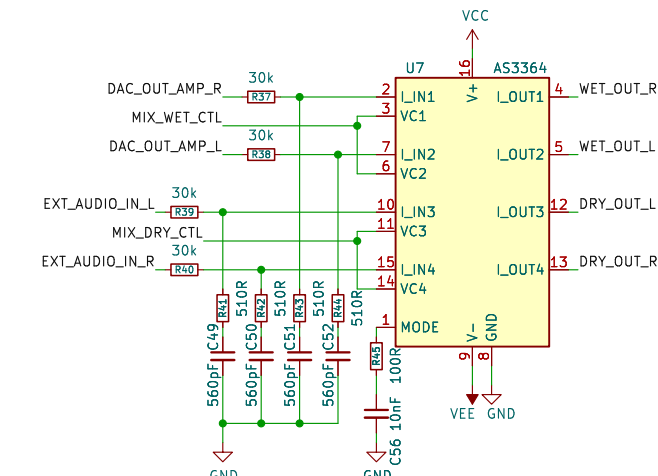 VCC
U7 AS3364
16 V+
30k
DAC_OUT_AMP_R R37 2 I_IN1 I_OUT1 4 WET_OUT_R
MIX_WET_CTL 3 VC1
30k
DAC_OUT_AMP_L R38 7 I_IN2 I_OUT2 5 WET_OUT_L
6 VC2
30k
EXT_AUDIO_IN_L R39 10 I_IN3 I_OUT3 12 DRY_OUT_L
MIX_DRY_CTL 11 VC3
30k
EXT_AUDIO_IN_R R40 15 I_IN4 I_OUT4 13 DRY_OUT_R
14 VC4
R41 510R R42 510R R43 510R R44 510R
1 MODE
C49 560pF C50 560pF C51 560pF C52 560pF
R45 100R
V- GND
9 8
C56 10nF
VEE GND
GND GND